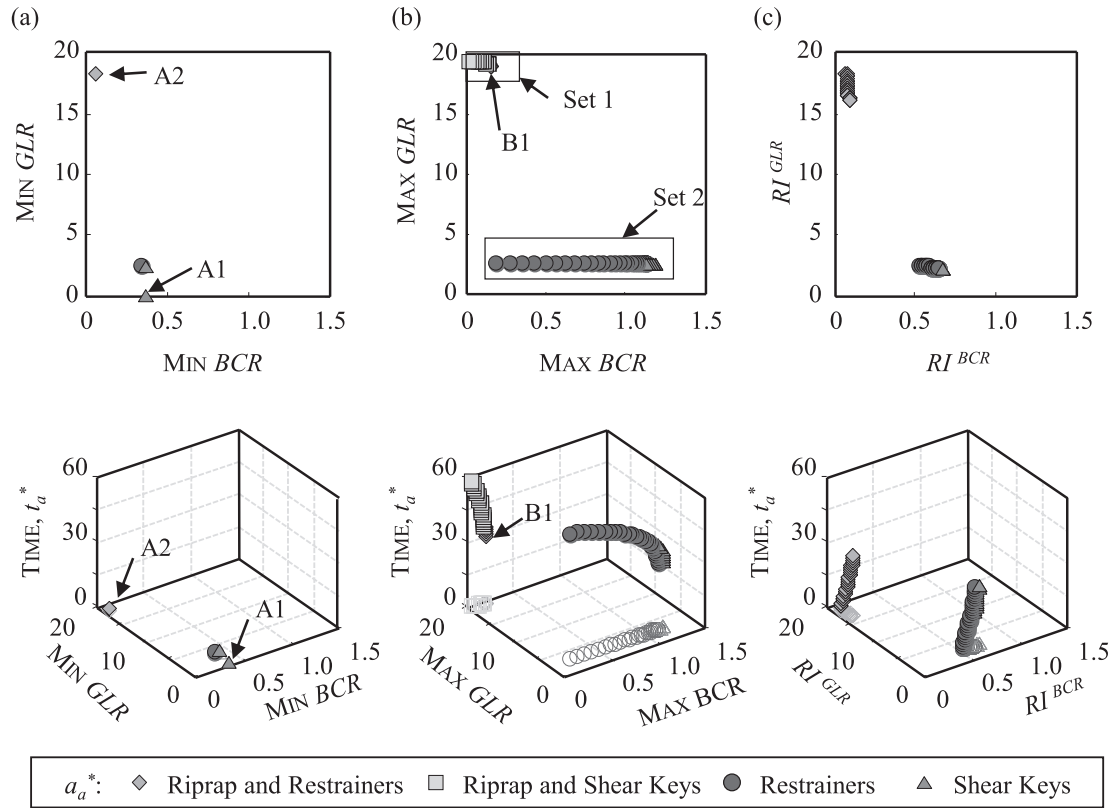 (a)
20
15
10
5
0
MIN GLR
A2
A1
0 0.5 1.0 1.5
MIN BCR
(b)
20
15
10
5
0
MAX GLR
Set 1
B1
Set 2
0 0.5 1.0 1.5
MAX BCR
(c)
20
15
10
5
0
RI^GLR
0 0.5 1.0 1.5
RI^BCR
60
30
0
TIME, t_a^*
A2
A1
20
10
0
MIN GLR
0
0.5
1.0
1.5
MIN BCR
60
30
0
TIME, t_a^*
B1
20
10
0
MAX GLR
0
0.5
1.0
1.5
MAX BCR
60
30
0
TIME, t_a^*
20
10
0
RI^GLR
0
0.5
1.0
1.5
RI^BCR
a_a^*: Riprap and Restrainers Riprap and Shear Keys Restrainers Shear Keys